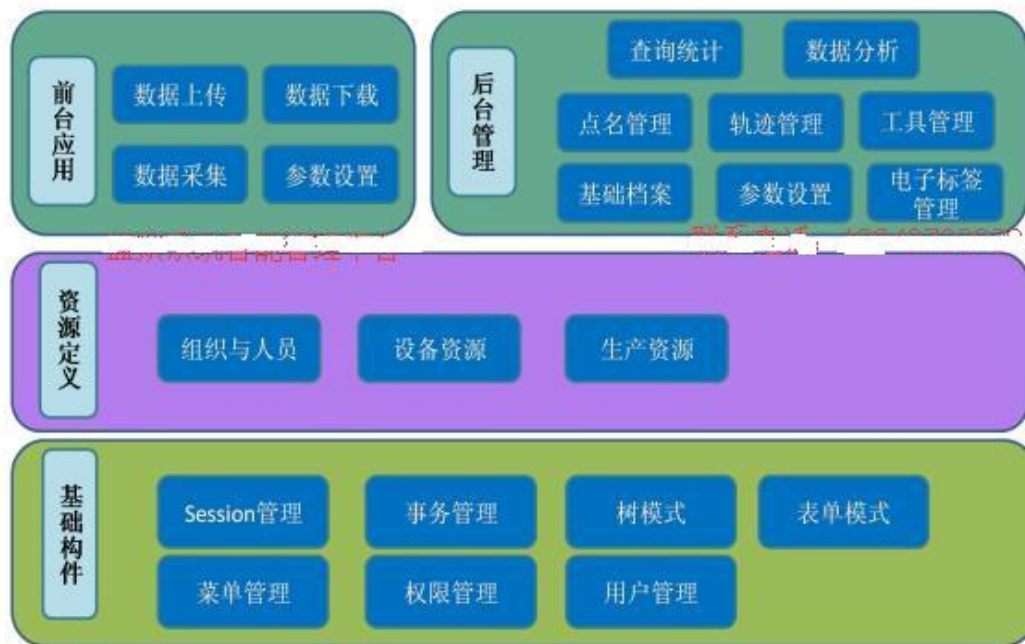 前台应用
数据上传
数据下载
数据采集
参数设置
后台管理
查询统计
数据分析
点名管理
轨迹管理
工具管理
基础档案
参数设置
电子标签
管理
资源定义
组织与人员
设备资源
生产资源
基础构件
Session管理
事务管理
树模式
表单模式
菜单管理
权限管理
用户管理